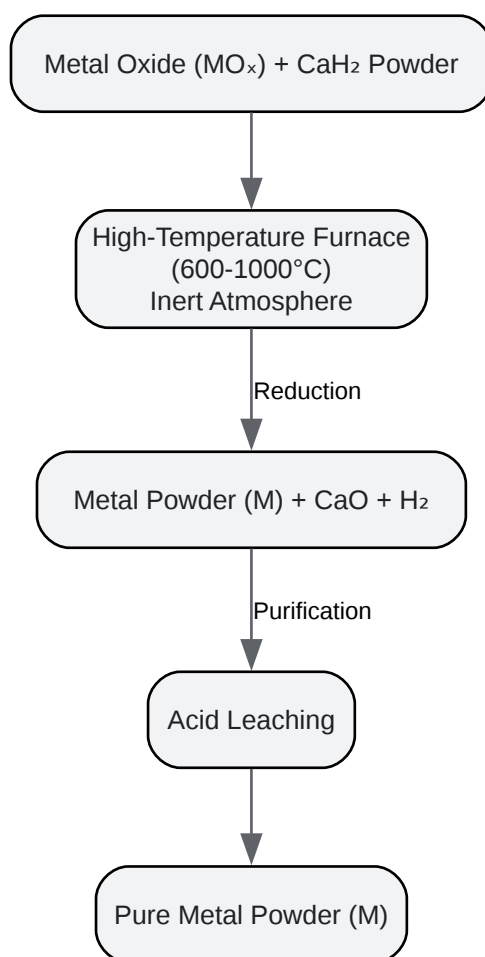 Metal Oxide (MOₓ) + CaH₂ Powder
High-Temperature Furnace
(600-1000°C)
Inert Atmosphere
Reduction
Metal Powder (M) + CaO + H₂
Purification
Acid Leaching
Pure Metal Powder (M)